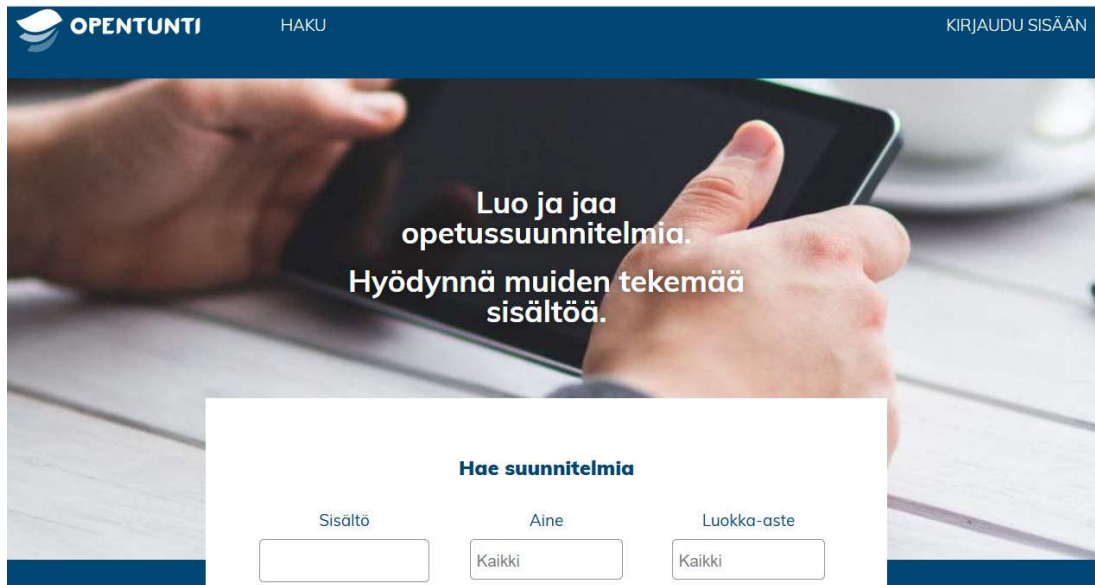 OPENTUNTI
HAKU
KIRJAUDU SISÄÄN
Luo ja jaa
opetussuunnitelmia.
Hyödynnä muiden tekemää
sisältöä.
Hae suunnitelmia
Sisältö
Aine
Luokka-aste
Kaikki
Kaikki